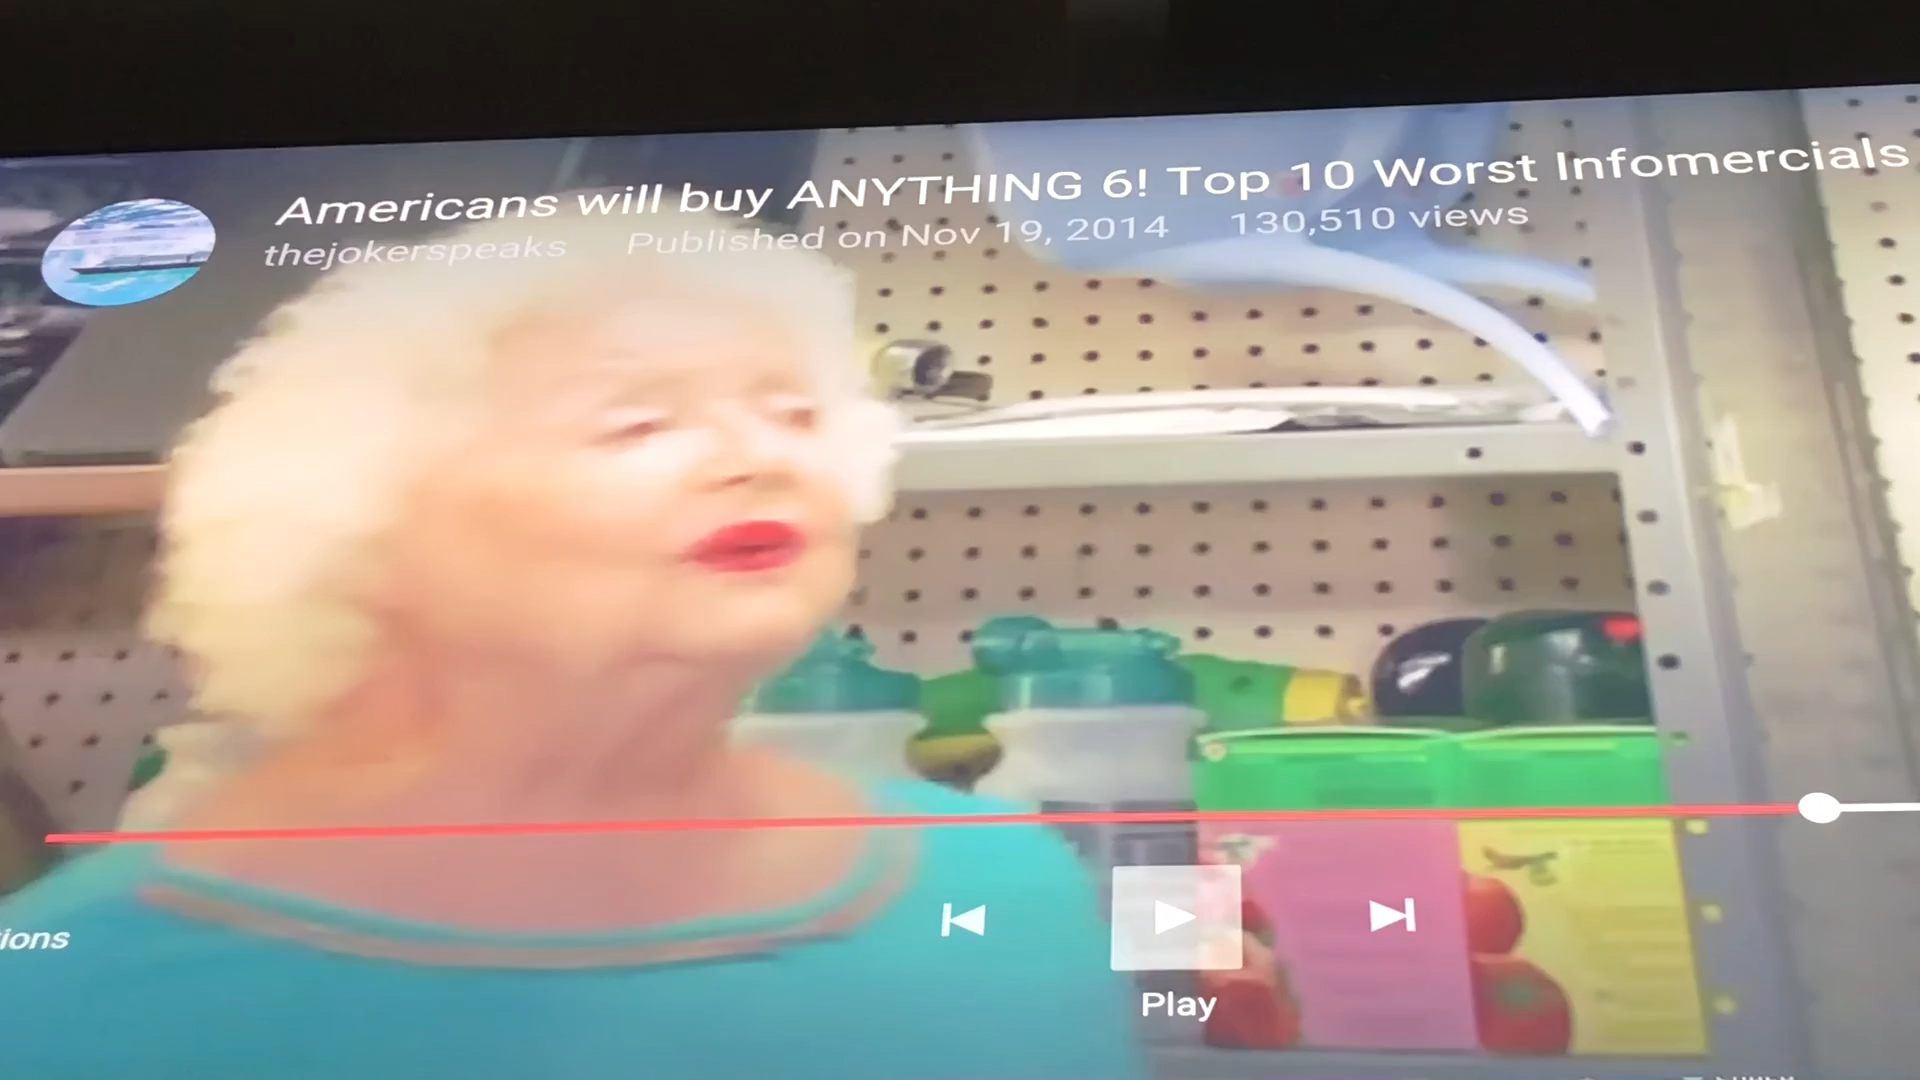 Americans will buy ANYTHING 6! Top 10 Worst Infomercials
thejokerspeaks Published on Nov 19, 2014 130,510 views
ions
Play